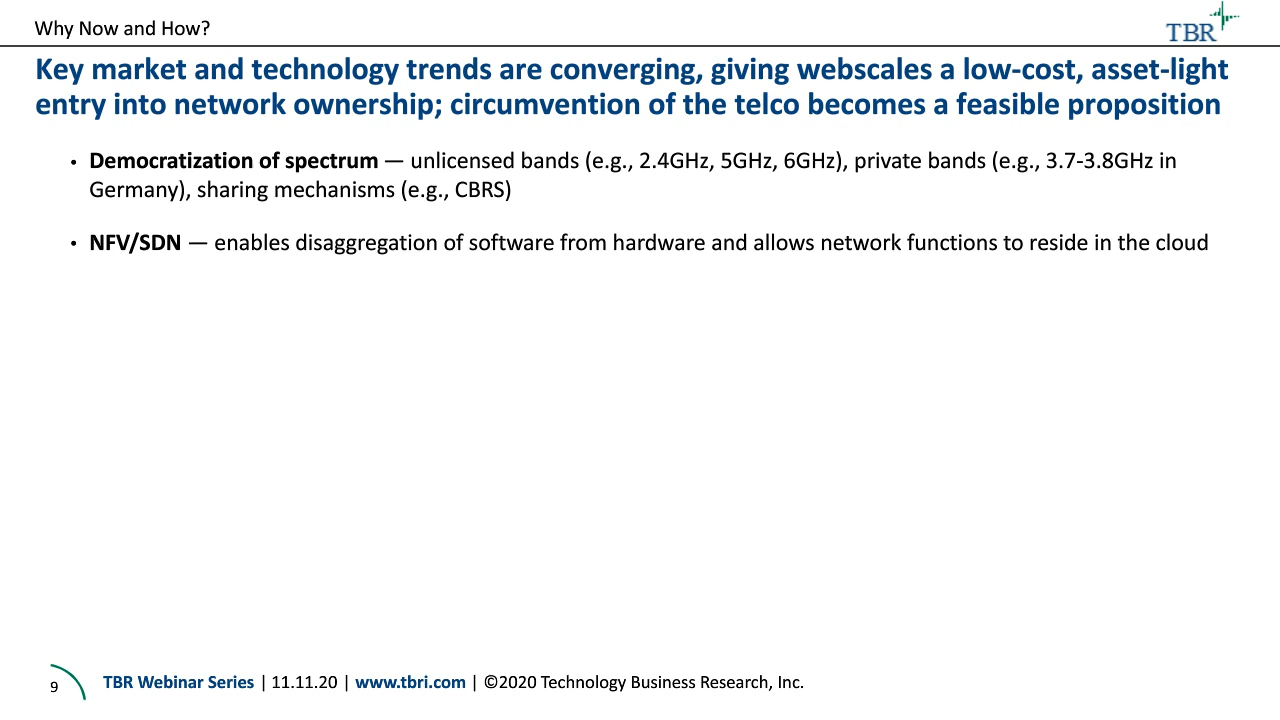 Why Now and How?
TBR
Key market and technology trends are converging, giving webscales a low-cost, asset-light
entry into network ownership; circumvention of the telco becomes a feasible proposition
• Democratization of spectrum — unlicensed bands (e.g., 2.4GHz, 5GHz, 6GHz), private bands (e.g., 3.7-3.8GHz in
Germany), sharing mechanisms (e.g., CBRS)
• NFV/SDN — enables disaggregation of software from hardware and allows network functions to reside in the cloud
9
TBR Webinar Series | 11.11.20 | www.tbri.com | ©2020 Technology Business Research, Inc.